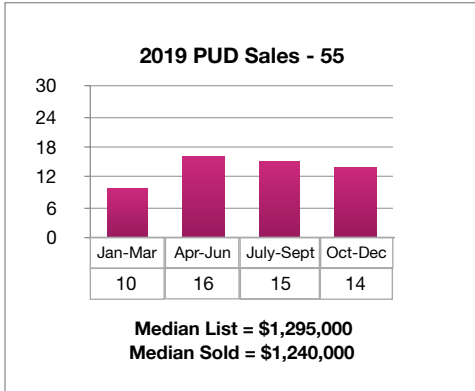 2019 PUD Sales - 55
30
24
18
12
6
0
Jan-Mar Apr-Jun July-Sept Oct-Dec
10 16 15 14
Median List = $1,295,000
Median Sold = $1,240,000